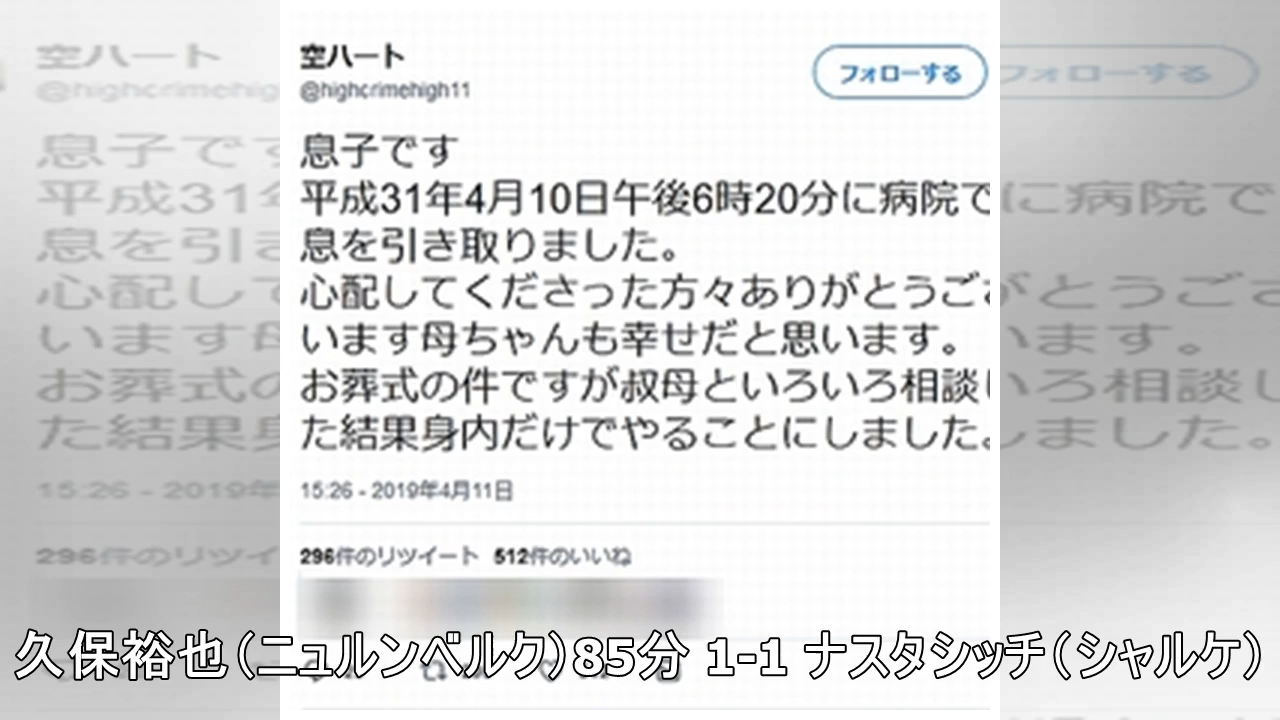 空ハート
@highcrimehigh11
フォローする
息子です
平成31年4月10日午後6時20分に病院で
息を引き取りました。
心配してくださった方々ありがとうござ
います母ちゃんも幸せだと思います。
お葬式の件ですが叔母といろいろ相談し
た結果身内だけでやることにしました。
15:26 - 2019年4月11日
296件のリツイート 512件のいいね
久保裕也（ニュルンベルク）85分 1-1 ナスタシッチ（シャルケ）